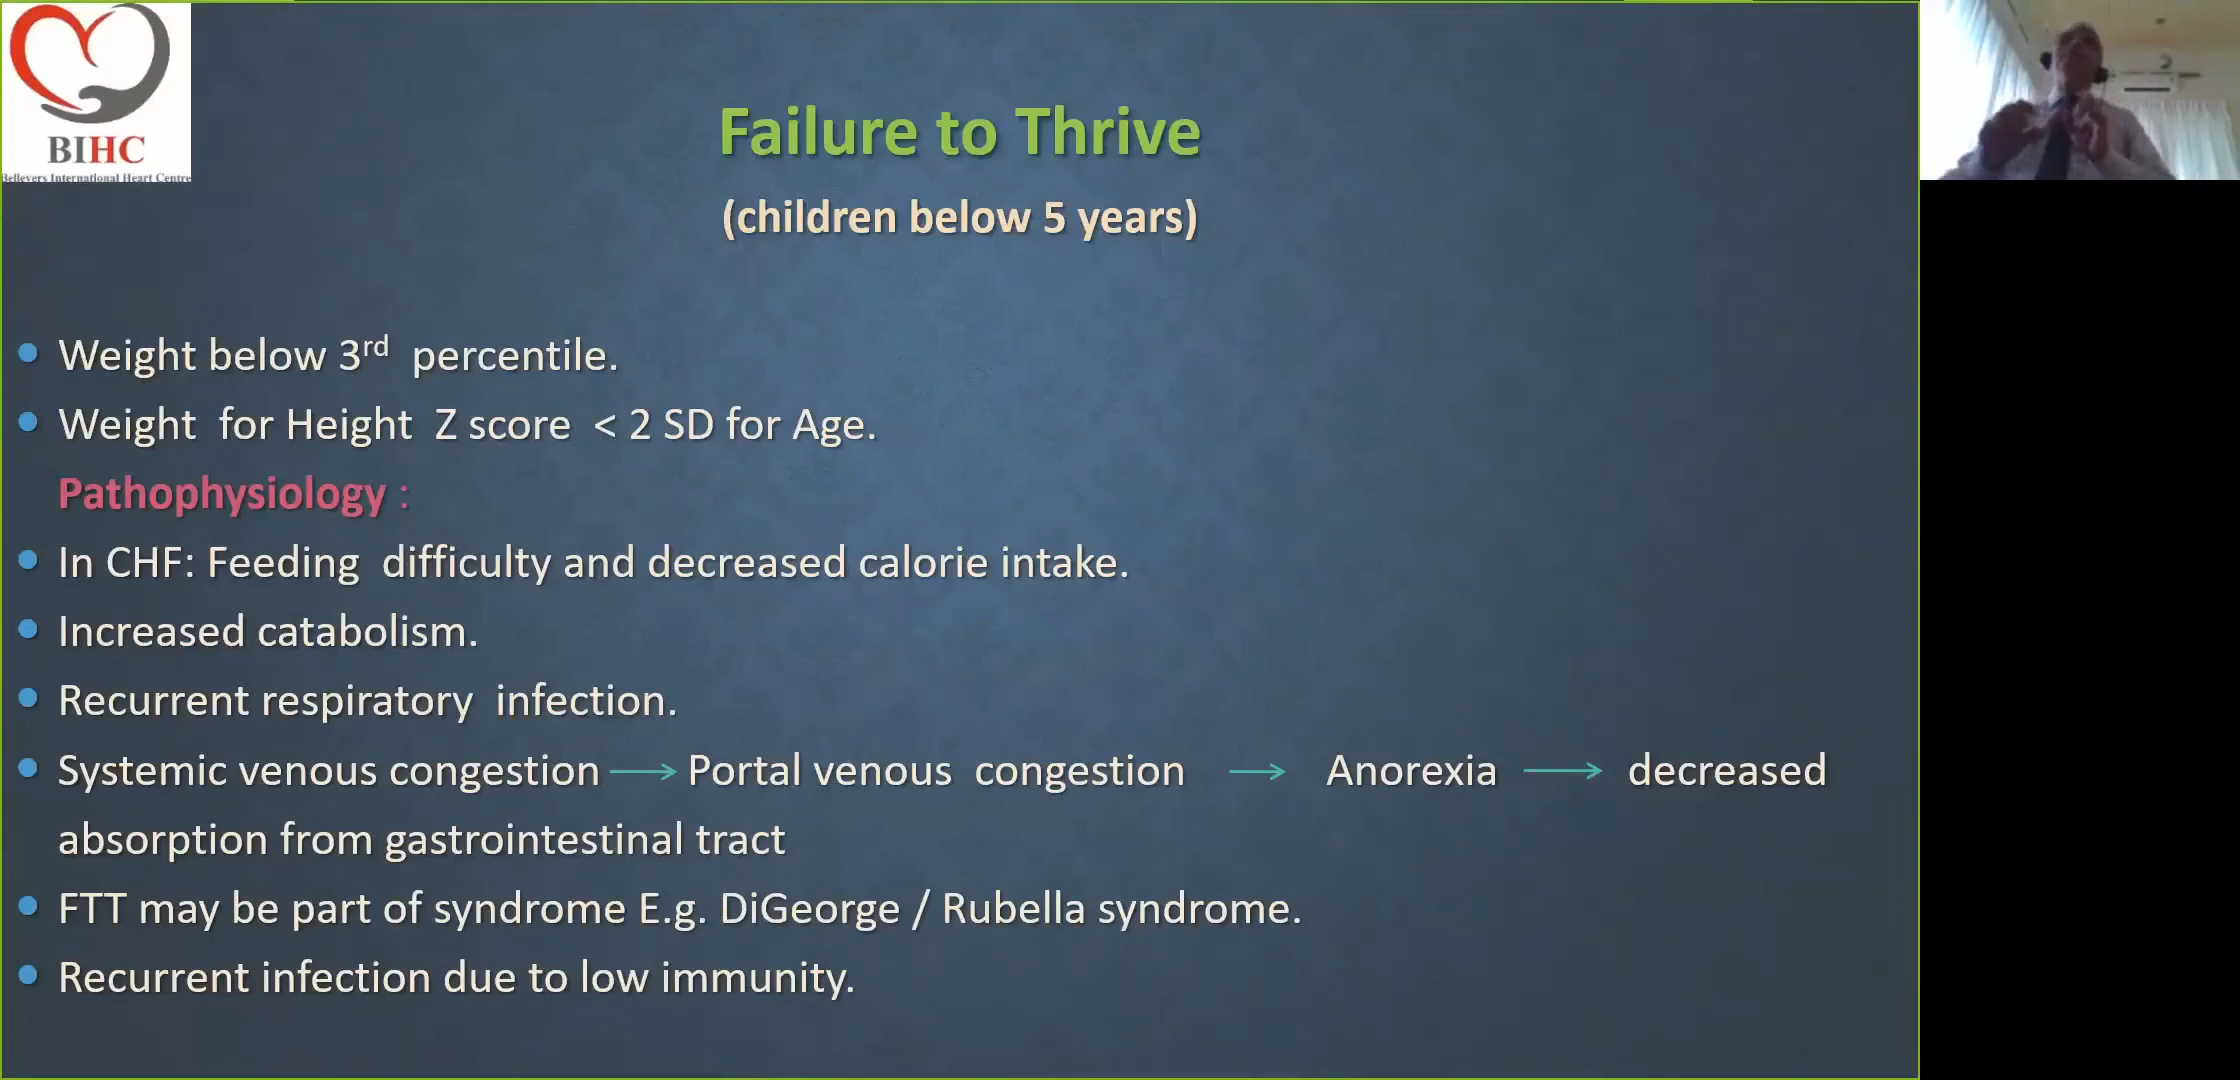 BIHC
Believers International Heart Centre
Failure to Thrive
(children below 5 years)
Weight below 3rd percentile.
Weight for Height Z score < 2 SD for Age.
Pathophysiology :
In CHF: Feeding difficulty and decreased calorie intake.
Increased catabolism.
Recurrent respiratory infection.
Systemic venous congestion → Portal venous congestion → Anorexia → decreased
absorption from gastrointestinal tract
FTT may be part of syndrome E.g. DiGeorge / Rubella syndrome.
Recurrent infection due to low immunity.